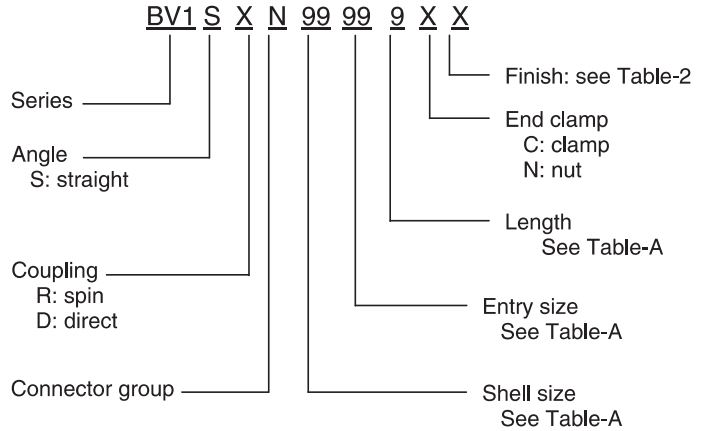 BV1 S X N 99 99 9 X X
Series
Angle
S: straight
Coupling
R: spin
D: direct
Connector group
Finish: see Table-2
End clamp
C: clamp
N: nut
Length
See Table-A
Entry size
See Table-A
Shell size
See Table-A